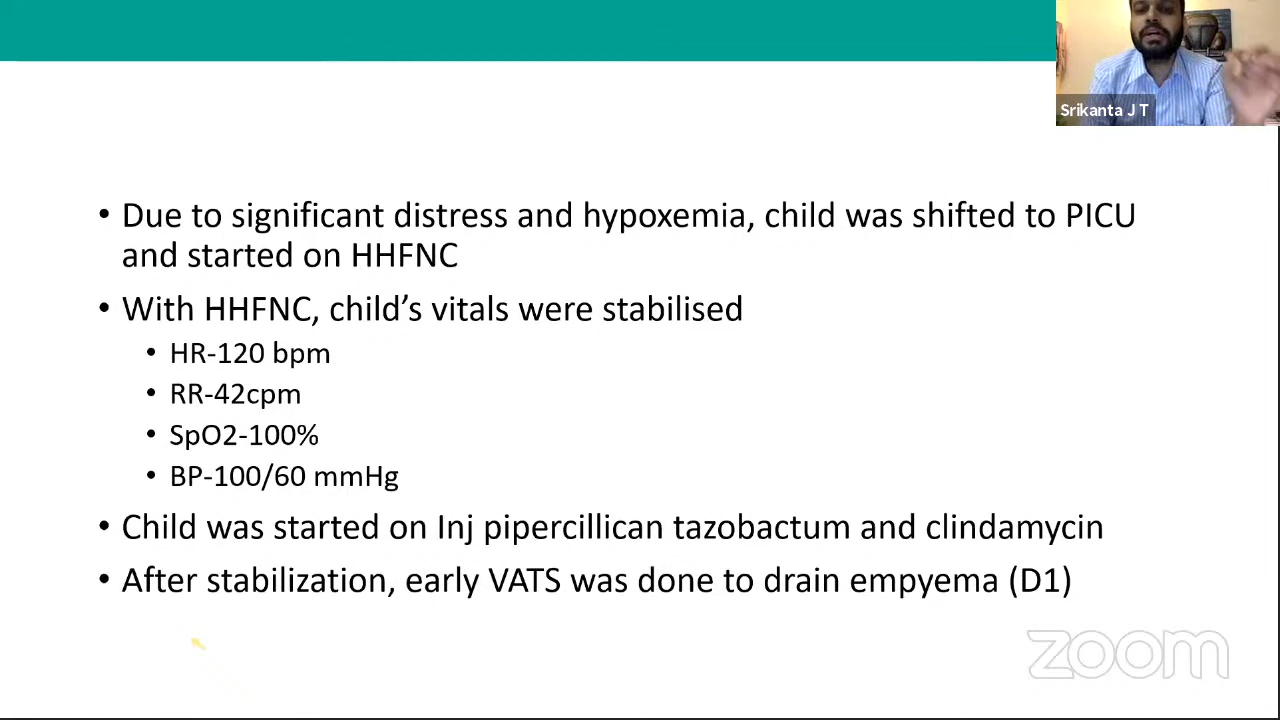 Srikanta J T
• Due to significant distress and hypoxemia, child was shifted to PICU
and started on HHFNC
• With HHFNC, child’s vitals were stabilised
• HR-120 bpm
• RR-42cpm
• SpO2-100%
• BP-100/60 mmHg
• Child was started on Inj pipercillican tazobactum and clindamycin
• After stabilization, early VATS was done to drain empyema (D1)
zoom